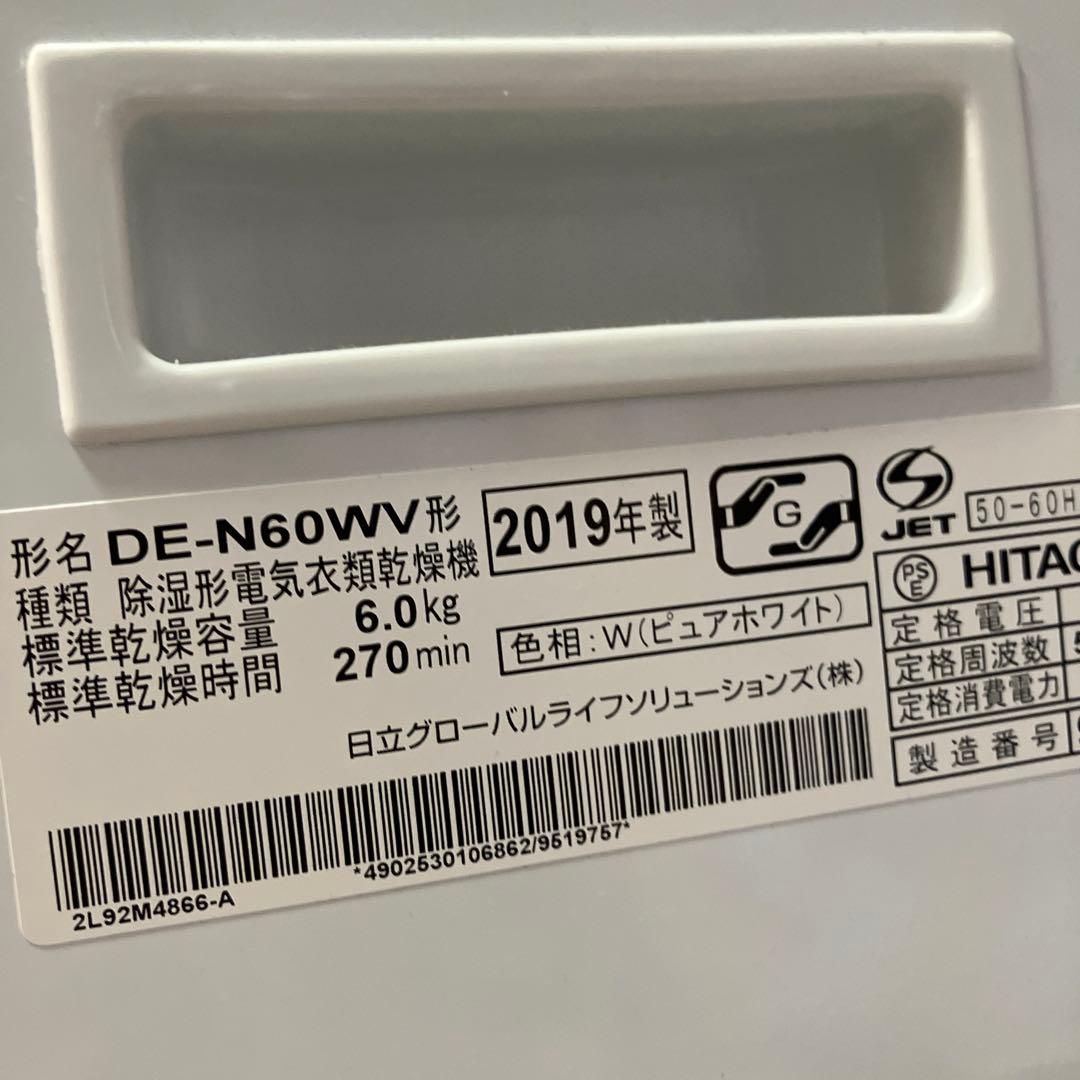 形名 DE-N60WV形
種類 除湿形電気衣類乾燥機
標準乾燥容量 6.0kg
標準乾燥時間 270min
2019年製
色相:W(ピュアホワイト)
日立グローバルライフソリューションズ(株)
*4902530106862/9519757*
2L92M4866-A
G
JET
50-60H
PS
E
HITAC
定格電圧
定格周波数 5
定格消費電力
製造番号